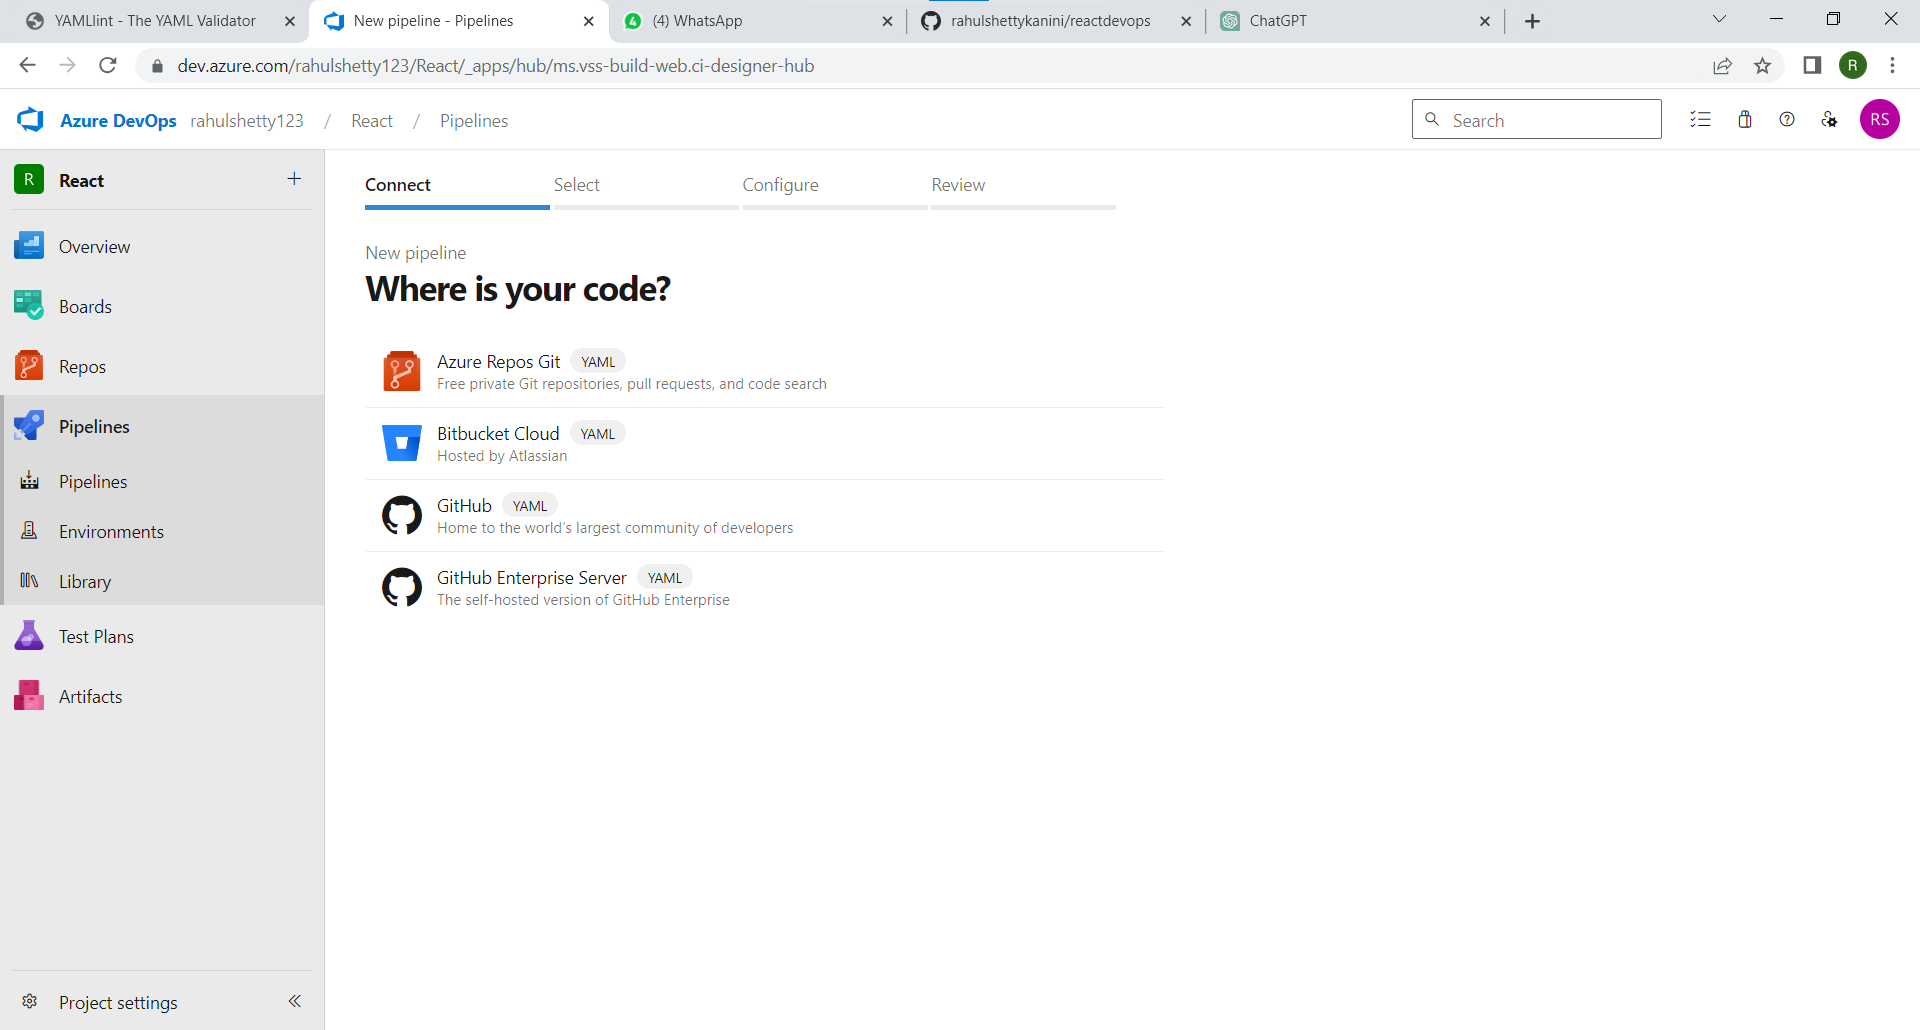 YAMLlint - The YAML Validator
New pipeline - Pipelines
4 (4) WhatsApp
rahulshettykanini/reactdevops
ChatGPT
dev.azure.com/rahulshetty123/React/_apps/hub/ms.vss-build-web.ci-designer-hub
R
Azure DevOps rahulshetty123 / React / Pipelines
Search
RS
R React
Overview
Boards
Repos
Pipelines
Pipelines
Environments
Library
Test Plans
Artifacts
Project settings
Connect Select Configure Review
New pipeline
Where is your code?
Azure Repos Git YAML
Free private Git repositories, pull requests, and code search
Bitbucket Cloud YAML
Hosted by Atlassian
GitHub YAML
Home to the world's largest community of developers
GitHub Enterprise Server YAML
The self-hosted version of GitHub Enterprise